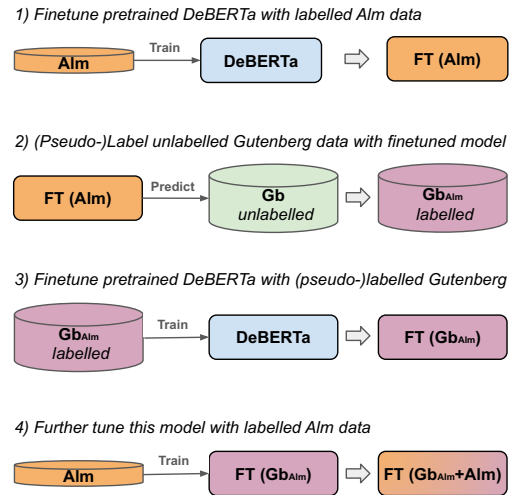 1) Finetune pretrained DeBERTa with labelled Alm data
Train
Alm
DeBERTa
FT (Alm)
2) (Pseudo-)Label unlabelled Gutenberg data with finetuned model
Predict
FT (Alm)
Gb
unlabelled
GbAlm
labelled
3) Finetune pretrained DeBERTa with (pseudo-)labelled Gutenberg
GbAlm
labelled
Train
DeBERTa
FT (GbAlm)
4) Further tune this model with labelled Alm data
Train
Alm
FT (GbAlm)
FT (GbAlm+Alm)